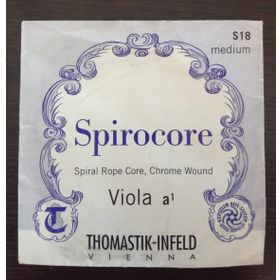 S18
medium
Spirocore
Spiral Rope Core, Chrome Wound
Viola a1
THOMASTIK-INFELD
VIENNA